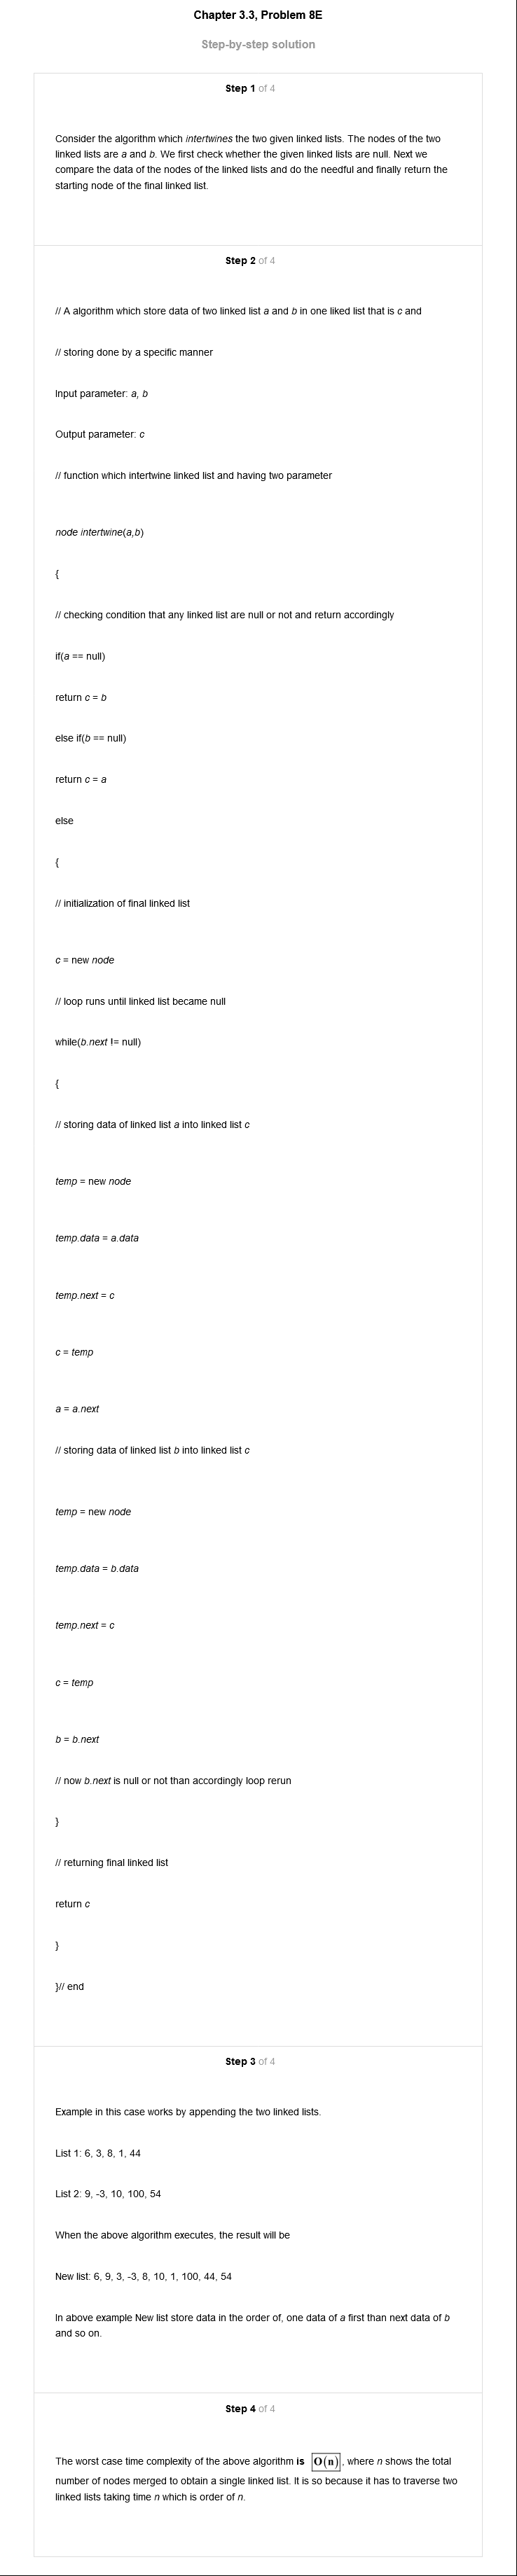 Chapter 3.3, Problem 8E
Step-by-step solution
Step 1 of 4
Consider the algorithm which intertwines the two given linked lists. The nodes of the two
linked lists are a and b. We first check whether the given linked lists are null. Next we
compare the data of the nodes of the linked lists and do the needful and finally return the
starting node of the final linked list.
Step 2 of 4
// A algorithm which store data of two linked list a and b in one liked list that is c and
// storing done by a specific manner
Input parameter: a, b
Output parameter: c
// function which intertwine linked list and having two parameter
node intertwine(a,b)
{
// checking condition that any linked list are null or not and return accordingly
if(a == null)
return c = b
else if(b == null)
return c = a
else
{
// initialization of final linked list
c = new node
// loop runs until linked list became null
while(b.next != null)
{
// storing data of linked list a into linked list c
temp = new node
temp.data = a.data
temp.next = c
c = temp
a = a.next
// storing data of linked list b into linked list c
temp = new node
temp.data = b.data
temp.next = c
c = temp
b = b.next
// now b.next is null or not than accordingly loop rerun
}
// returning final linked list
return c
}
}// end
Step 3 of 4
Example in this case works by appending the two linked lists.
List 1: 6, 3, 8, 1, 44
List 2: 9, -3, 10, 100, 54
When the above algorithm executes, the result will be
New list: 6, 9, 3, -3, 8, 10, 1, 100, 44, 54
In above example New list store data in the order of, one data of a first than next data of b
and so on.
Step 4 of 4
The worst case time complexity of the above algorithm is O(n), where n shows the total
number of nodes merged to obtain a single linked list. It is so because it has to traverse two
linked lists taking time n which is order of n.